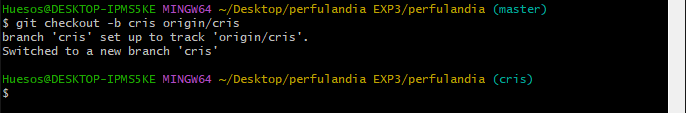 Huesos@DESKTOP-IPMS5KE MINGW64 ~/Desktop/perfulandia EXP3/perfulandia (master)
$ git checkout -b cris origin/cris
branch 'cris' set up to track 'origin/cris'.
Switched to a new branch 'cris'
Huesos@DESKTOP-IPMS5KE MINGW64 ~/Desktop/perfulandia EXP3/perfulandia (cris)
$